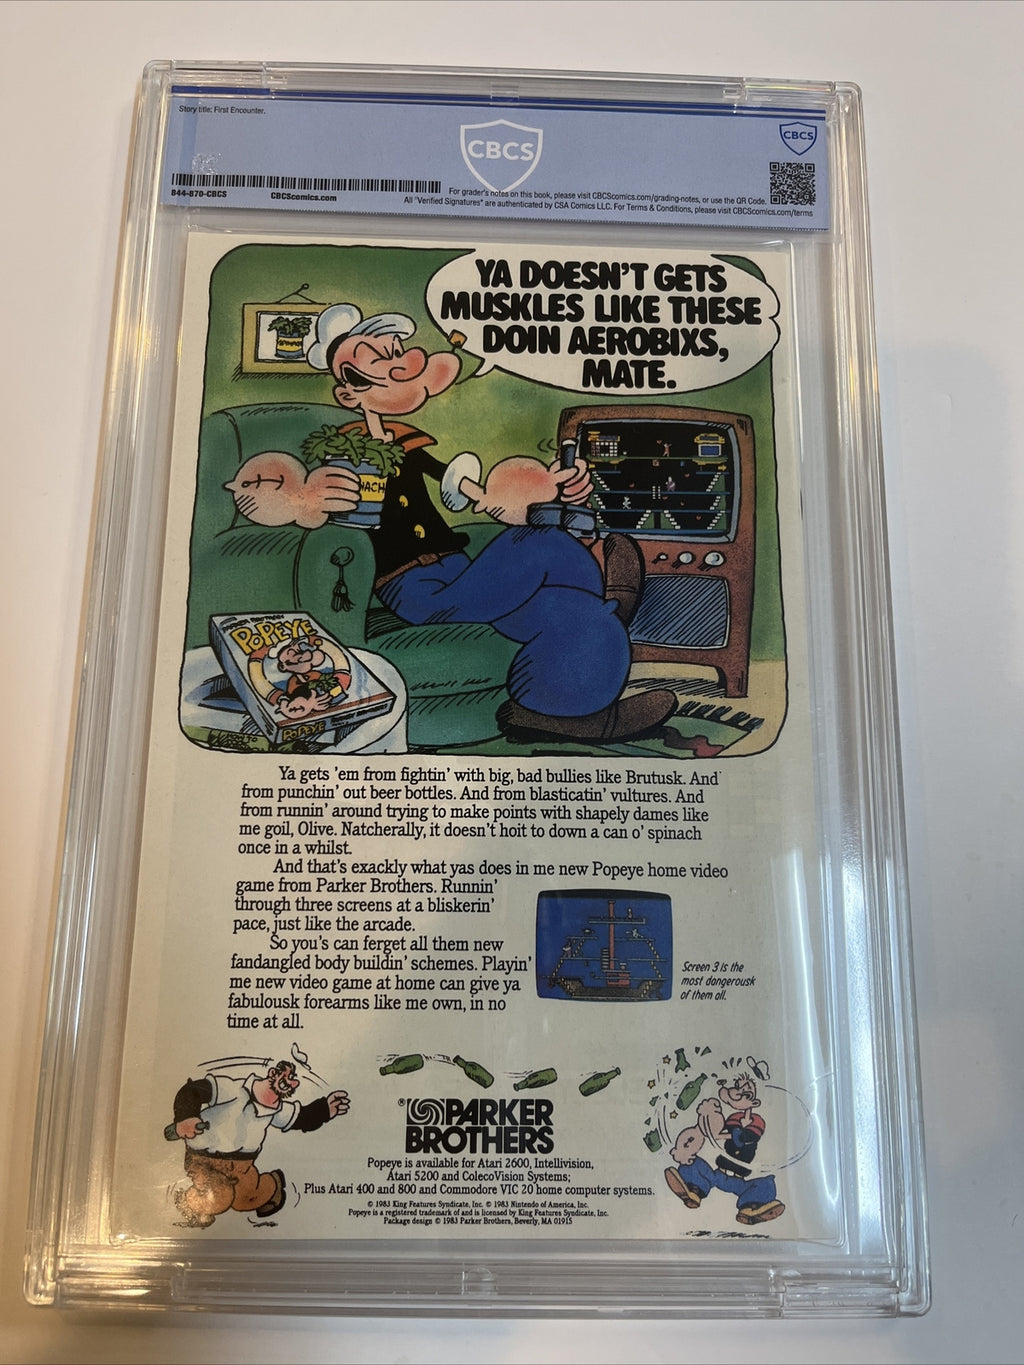 Story title: First Encounter.
CBCS
CBCS
844-870-CBCS
CBCScomics.com
For grader's notes on this book, please visit CBCScomics.com/grading-notes, or use the QR Code.
All "Verified Signatures" are authenticated by CSA Comics LLC. For Terms & Conditions, please visit CBCScomics.com/terms
YA DOESN'T GETS
MUSKLES LIKE THESE
DOIN AEROBIXS,
MATE.
NACH
POPEYE
POPEYE
Ya gets 'em from fightin' with big, bad bullies like Brutusk. And
from punchin' out beer bottles. And from blasticatin' vultures. And
from runnin' around trying to make points with shapely dames like
me goil, Olive. Natcherally, it doesn't hoit to down a can o' spinach
once in a whilst.
And that's exackly what yas does in me new Popeye home video
game from Parker Brothers. Runnin'
through three screens at a bliskerin'
pace, just like the arcade.
So you's can ferget all them new
fandangled body buildin' schemes. Playin'
me new video game at home can give ya
fabulousk forearms like me own, in no
time at all.
Screen 3 is the
most dangerousk
of them all.
® PARKER
BROTHERS
Popeye is available for Atari 2600, Intellivision,
Atari 5200 and ColecoVision Systems;
Plus Atari 400 and 800 and Commodore VIC 20 home computer systems.
© 1983 King Features Syndicate, Inc. © 1983 Nintendo of America, Inc.
Popeye is a registered trademark of and is licensed by King Features Syndicate, Inc.
Package design © 1983 Parker Brothers, Beverly, MA 01915